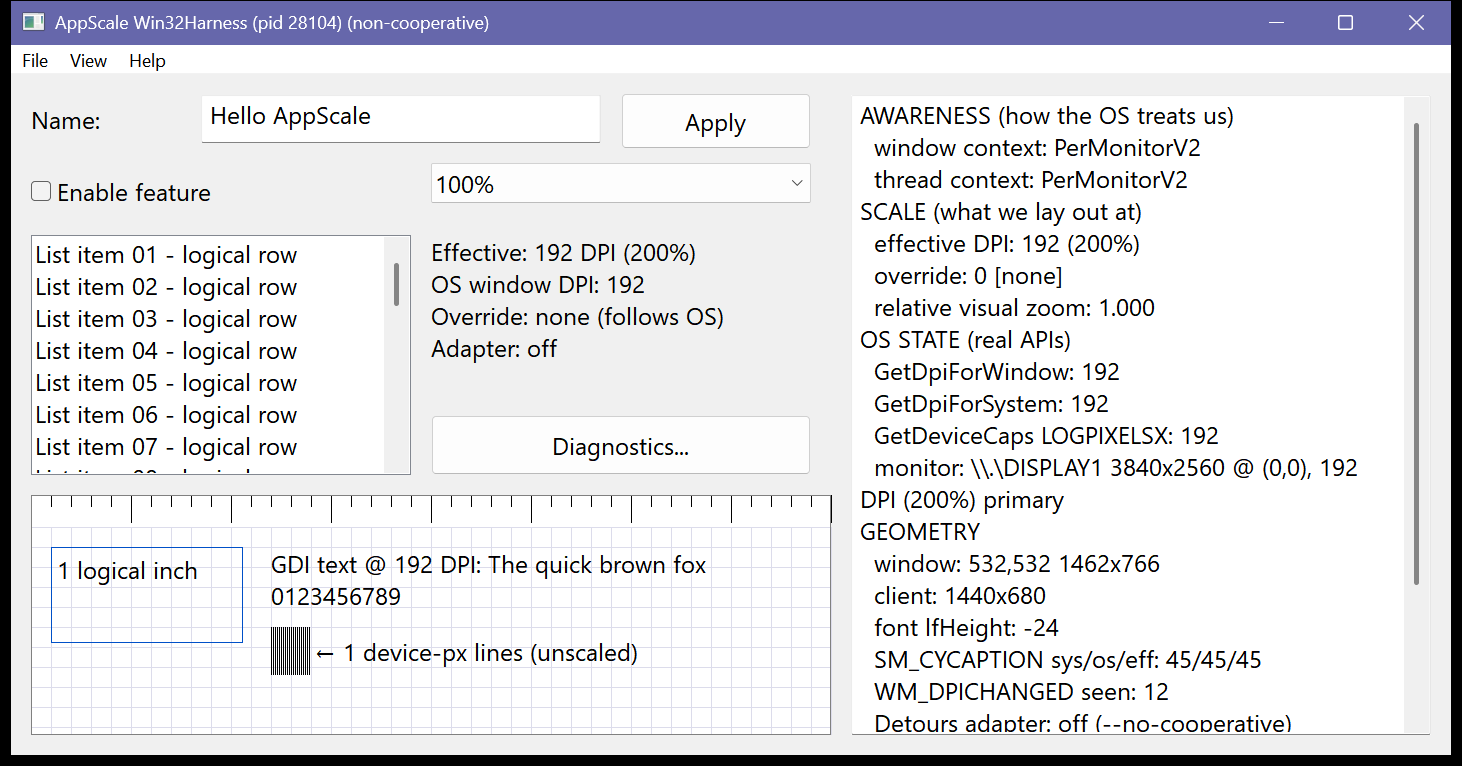 AppScale Win32Harness (pid 28104) (non-cooperative)
File View Help
Name:
Hello AppScale
Apply
Enable feature
100%
List item 01 - logical row
List item 02 - logical row
List item 03 - logical row
List item 04 - logical row
List item 05 - logical row
List item 06 - logical row
List item 07 - logical row
Effective: 192 DPI (200%)
OS window DPI: 192
Override: none (follows OS)
Adapter: off
Diagnostics...
1 logical inch
GDI text @ 192 DPI: The quick brown fox
0123456789
← 1 device-px lines (unscaled)
AWARENESS (how the OS treats us)
window context: PerMonitorV2
thread context: PerMonitorV2
SCALE (what we lay out at)
effective DPI: 192 (200%)
override: 0 [none]
relative visual zoom: 1.000
OS STATE (real APIs)
GetDpiForWindow: 192
GetDpiForSystem: 192
GetDeviceCaps LOGPIXELSX: 192
monitor: \\.\DISPLAY1 3840x2560 @ (0,0), 192
DPI (200%) primary
GEOMETRY
window: 532,532 1462x766
client: 1440x680
font lfHeight: -24
SM_CYCAPTION sys/os/eff: 45/45/45
WM_DPICHANGED seen: 12
Detours adapter: off (--no-cooperative)